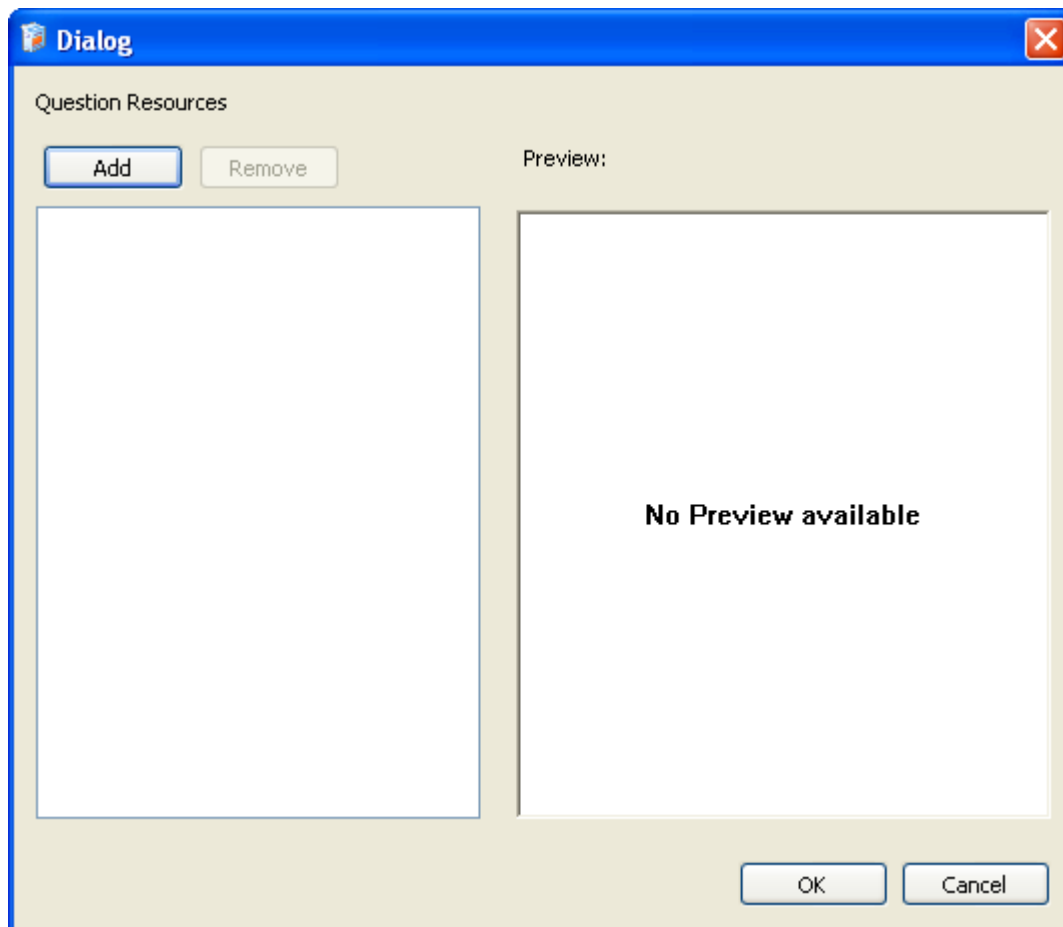 Dialog
Question Resources
Add
Remove
Preview:
No Preview available
OK
Cancel